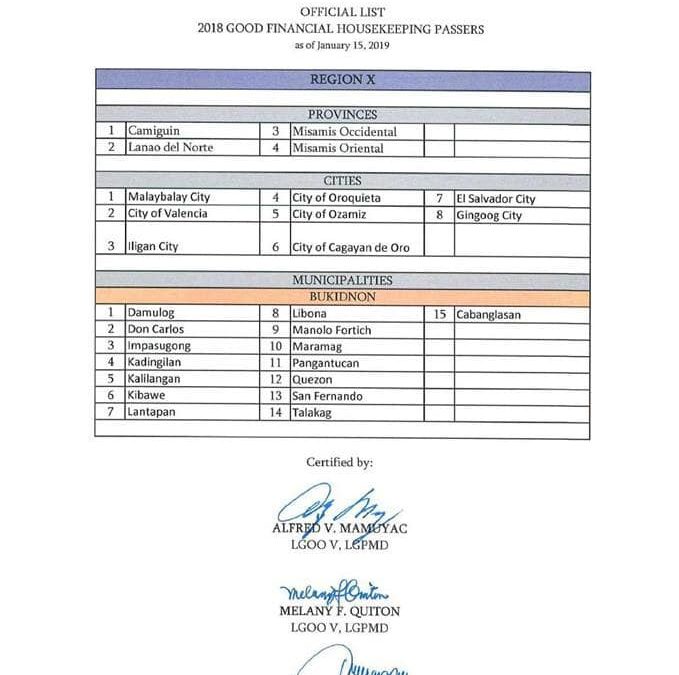 OFFICIAL LIST
2018 GOOD FINANCIAL HOUSEKEEPING PASSERS
as of January 15, 2019
REGION X
PROVINCES
1 Camiguin 3 Misamis Occidental
2 Lanao del Norte 4 Misamis Oriental
CITIES
1 Malaybalay City 4 City of Oroquieta 7 El Salvador City
2 City of Valencia 5 City of Ozamiz 8 Gingoog City
3 Iligan City 6 City of Cagayan de Oro
MUNICIPALITIES
BUKIDNON
1 Damulog 8 Libona 15 Cabanglasan
2 Don Carlos 9 Manolo Fortich
3 Impasugong 10 Maramag
4 Kadingilan 11 Pangantucan
5 Kalilangan 12 Quezon
6 Kibawe 13 San Fernando
7 Lantapan 14 Talakag
Certified by:
ALFRED V. MAMUYAC
LGOO V, LGPMD
Melany F. Quiton
MELANY F. QUITON
LGOO V, LGPMD